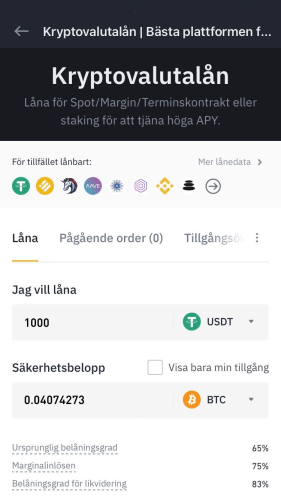 Kryptovalutalån | Bästa plattformen f...
Kryptovalutalån
Låna för Spot/Margin/Terminskontrakt eller
staking för att tjäna höga APY.
För tillfället lånbart:
Mer lånedata
AAVE
Låna
Pågående order (0)
Tillgångsöv
Jag vill låna
1000
USDT
Säkerhetsbelopp
Visa bara min tillgång
0.04074273
BTC
Ursprunglig belåningsgrad
65%
Marginalinlösen
75%
Belåningsgrad för likvidering
83%